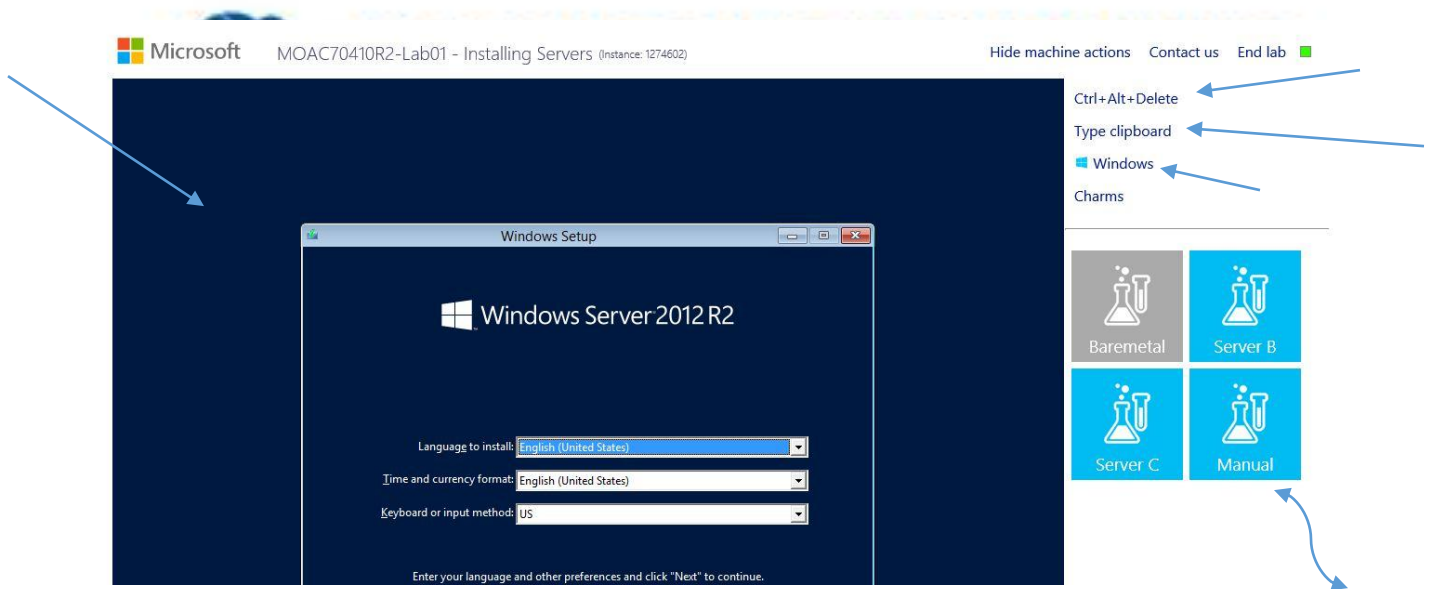 Microsoft MOAC70410R2-Lab01 - Installing Servers (Instance: 1274602) Hide machine actions Contact us End lab
Ctrl+Alt+Delete
Type clipboard
Windows
Charms
Windows Setup
Windows Server 2012 R2
Baremetal Server B
Language to install: English (United States)
Time and currency format: English (United States)
Keyboard or input method: US
Server C Manual
Enter your language and other preferences and click "Next" to continue.